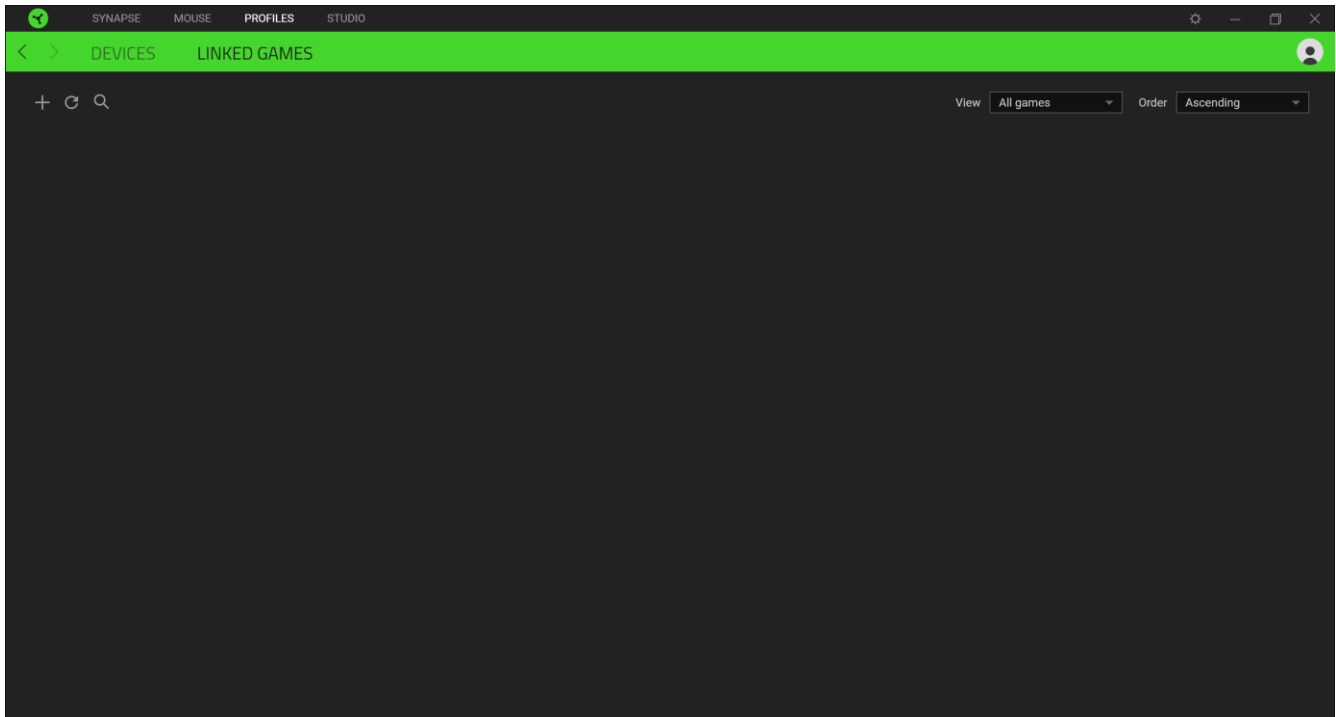 SYNAPSE MOUSE PROFILES STUDIO
DEVICES LINKED GAMES
View All games Order Ascending